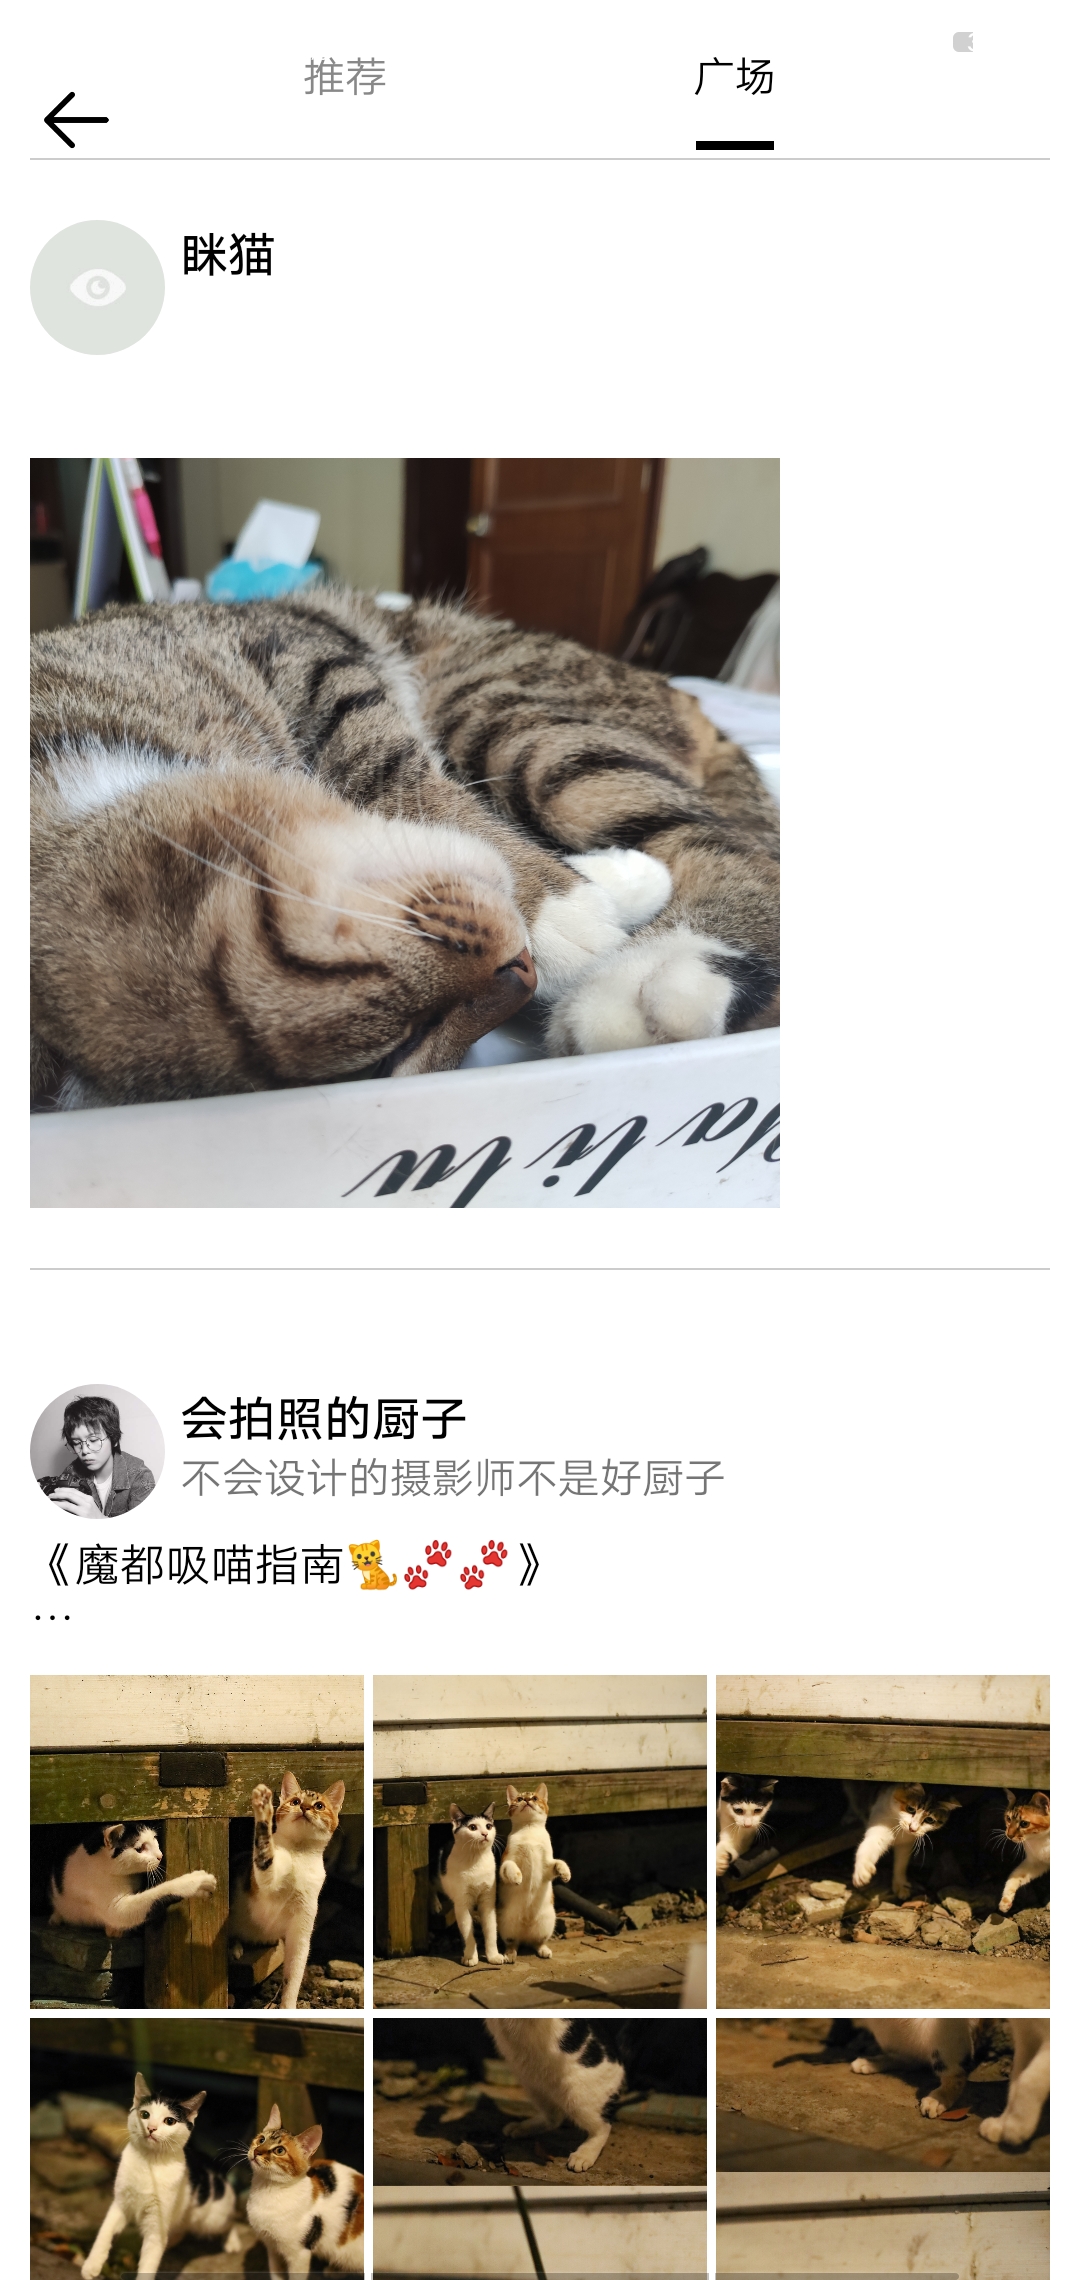 推荐
广场
眯猫
Ma li lu
会拍照的厨子
不会设计的摄影师不是好厨子
《魔都吸喵指南🐈🐾🐾》
...